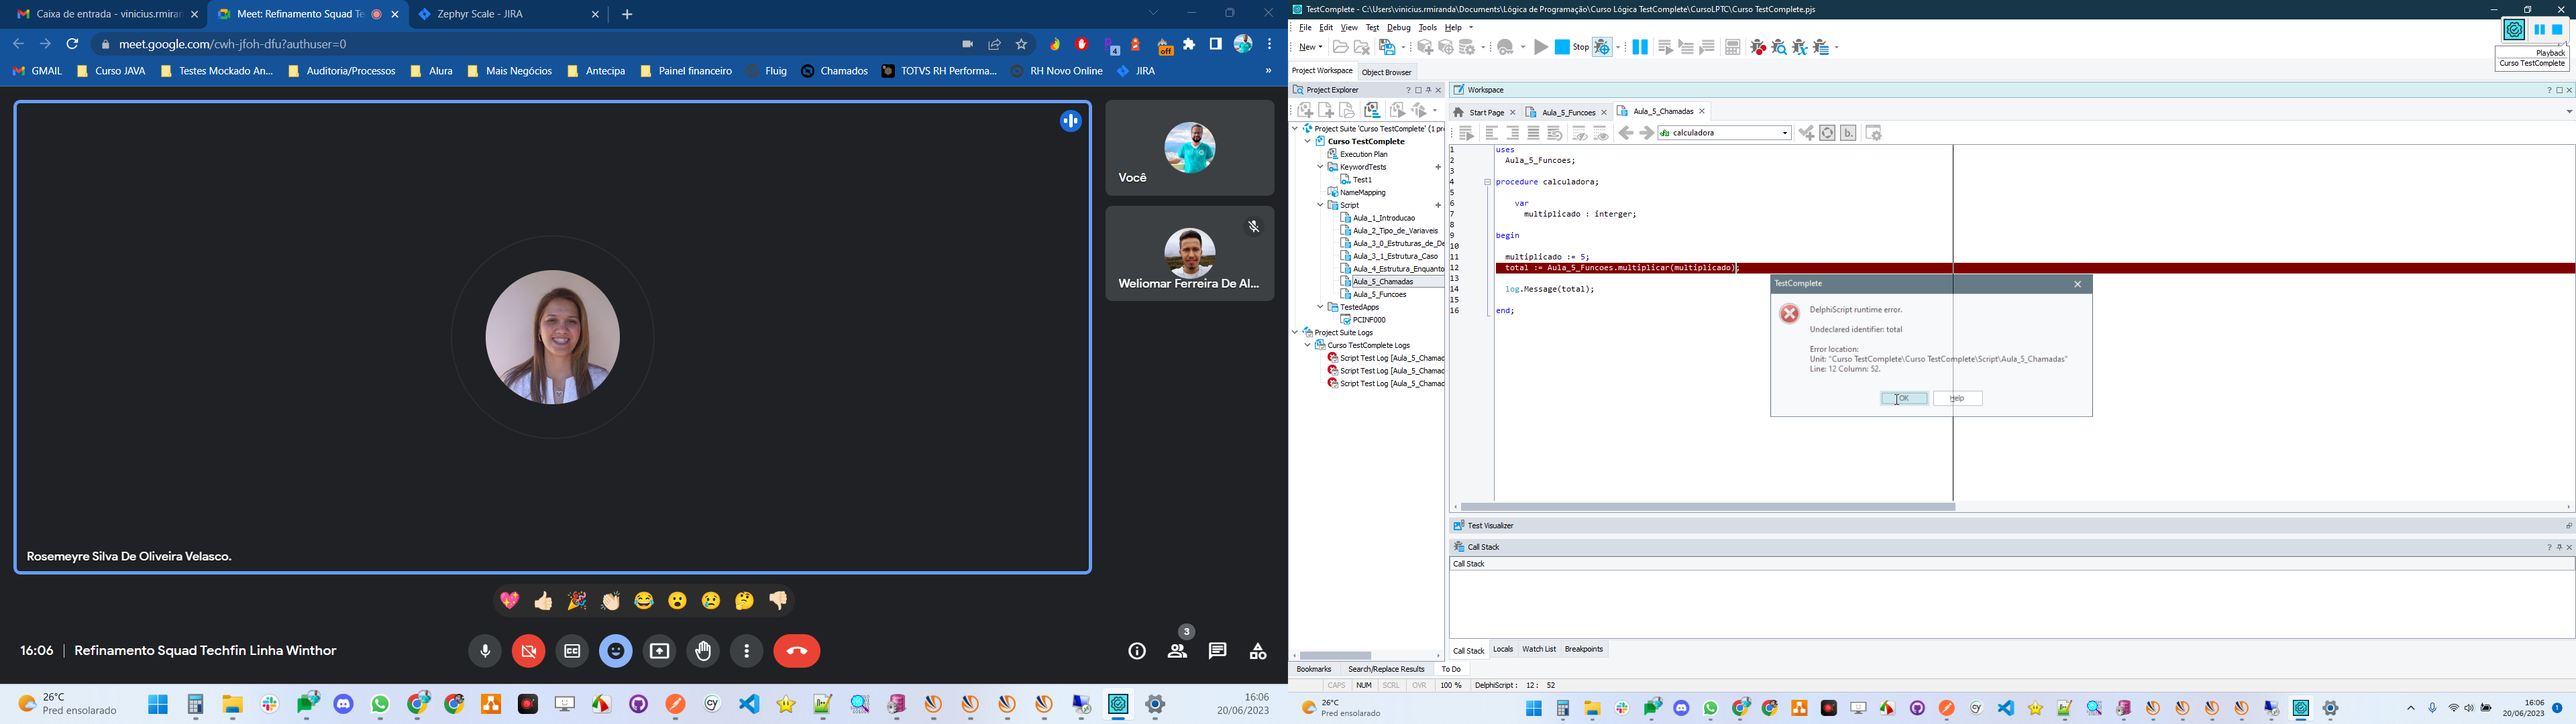 Caixa de entrada - vinicius.rmiran
Meet: Refinamento Squad Te
Zephyr Scale - JIRA
meet.google.com/cwh-jfoh-dfu?authuser=0
4
off
GMAIL
Curso JAVA
Testes Mockado An...
Auditoria/Processos
Alura
Mais Negócios
Antecipa
Painel financeiro
Fluig
Chamados
TOTVS RH Performa...
RH Novo Online
JIRA
»
Você
Weliomar Ferreira De Al...
Rosemeyre Silva De Oliveira Velasco.
16:06 | Refinamento Squad Techfin Linha Winthor
3
26°C
Pred ensolarado
16:06
20/06/2023
TestComplete - C:\Users\vinicius.rmiranda\Documents\Lógica de Programação\Curso Lógica TestComplete\CursoLPTC\Curso TestComplete.pjs
File Edit View Test Debug Tools Help
New
Stop
Playback
Curso TestComplete
Project Workspace
Object Browser
Project Explorer
Project Suite 'Curso TestComplete' (1 pr
Curso TestComplete
Execution Plan
KeywordTests
Test1
NameMapping
Script
Aula_1_Introducao
Aula_2_Tipo_de_Variaveis
Aula_3_0_Estruturas_de_De
Aula_3_1_Estrutura_Caso
Aula_4_Estrutura_Enquanto
Aula_5_Chamadas
Aula_5_Funcoes
TestedApps
PCINF000
Project Suite Logs
Curso TestComplete Logs
Script Test Log [Aula_5_Chamac
Script Test Log [Aula_5_Chamac
Script Test Log [Aula_5_Chamac
Bookmarks
Search/Replace Results
To Do
Workspace
Start Page
Aula_5_Funcoes
Aula_5_Chamadas
calculadora
b.
1 uses
2 Aula_5_Funcoes;
3
4 procedure calculadora;
5
6 var
7 multiplicado : interger;
8
9 begin
10
11 multiplicado := 5;
12 total := Aula_5_Funcoes.multiplicar(multiplicado);
13
14 log.Message(total);
15
16 end;
TestComplete
DelphiScript runtime error.
Undeclared identifier: total
Error location:
Unit: "Curso TestComplete\Curso TestComplete\Script\Aula_5_Chamadas"
Line: 12 Column: 52.
OK
Help
Test Visualizer
Call Stack
Call Stack
Call Stack
Locals
Watch List
Breakpoints
CAPS NUM SCRL OVR 100 % DelphiScript : 12: 52
26°C
Pred ensolarado
16:06
20/06/2023
1